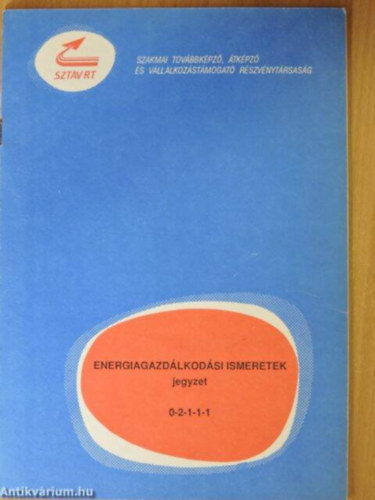 SZTAV RT
SZAKMAI TOVÁBBKÉPZŐ, ÁTKÉPZŐ
ÉS VÁLLALKOZÁSTÁMOGATÓ RÉSZVÉNYTÁRSASÁG
ENERGIAGAZDÁLKODÁSI ISMERETEK
jegyzet
0-2-1-1-1
Antikvárium.hu